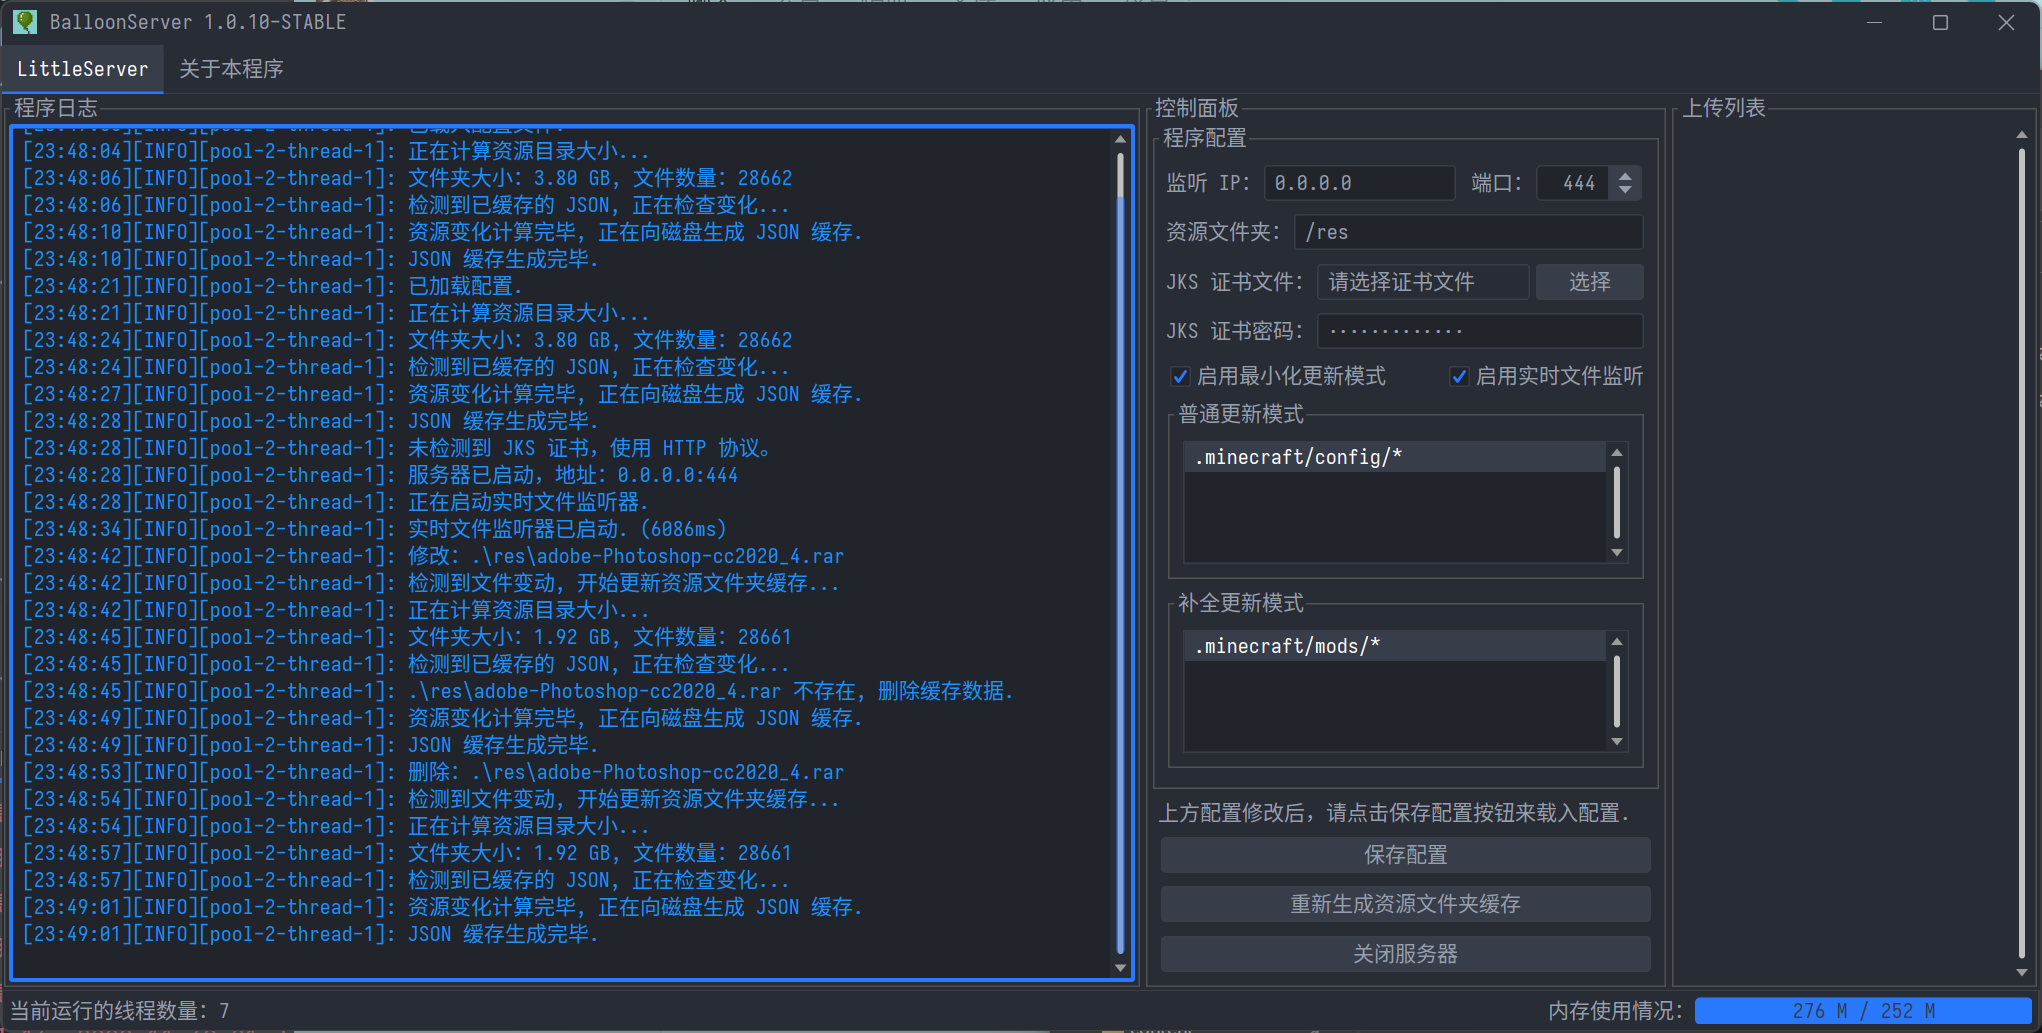 BalloonServer 1.0.10-STABLE
LittleServer 关于本程序
程序日志
[23:48:04][INFO][pool-2-thread-1]: 正在计算资源目录大小...
[23:48:06][INFO][pool-2-thread-1]: 文件夹大小: 3.80 GB, 文件数量: 28662
[23:48:06][INFO][pool-2-thread-1]: 检测到已缓存的 JSON, 正在检查变化...
[23:48:10][INFO][pool-2-thread-1]: 资源变化计算完毕, 正在向磁盘生成 JSON 缓存.
[23:48:10][INFO][pool-2-thread-1]: JSON 缓存生成完毕.
[23:48:21][INFO][pool-2-thread-1]: 已加载配置.
[23:48:21][INFO][pool-2-thread-1]: 正在计算资源目录大小...
[23:48:24][INFO][pool-2-thread-1]: 文件夹大小: 3.80 GB, 文件数量: 28662
[23:48:24][INFO][pool-2-thread-1]: 检测到已缓存的 JSON, 正在检查变化...
[23:48:27][INFO][pool-2-thread-1]: 资源变化计算完毕, 正在向磁盘生成 JSON 缓存.
[23:48:28][INFO][pool-2-thread-1]: JSON 缓存生成完毕.
[23:48:28][INFO][pool-2-thread-1]: 未检测到 JKS 证书，使用 HTTP 协议。
[23:48:28][INFO][pool-2-thread-1]: 服务器已启动，地址: 0.0.0.0:444
[23:48:28][INFO][pool-2-thread-1]: 正在启动实时文件监听器.
[23:48:34][INFO][pool-2-thread-1]: 实时文件监听器已启动. (6086ms)
[23:48:42][INFO][pool-2-thread-1]: 修改: .\res\adobe-Photoshop-cc2020_4.rar
[23:48:42][INFO][pool-2-thread-1]: 检测到文件变动, 开始更新资源文件夹缓存...
[23:48:42][INFO][pool-2-thread-1]: 正在计算资源目录大小...
[23:48:45][INFO][pool-2-thread-1]: 文件夹大小: 1.92 GB, 文件数量: 28661
[23:48:45][INFO][pool-2-thread-1]: 检测到已缓存的 JSON, 正在检查变化...
[23:48:45][INFO][pool-2-thread-1]: .\res\adobe-Photoshop-cc2020_4.rar 不存在, 删除缓存数据.
[23:48:49][INFO][pool-2-thread-1]: 资源变化计算完毕, 正在向磁盘生成 JSON 缓存.
[23:48:49][INFO][pool-2-thread-1]: JSON 缓存生成完毕.
[23:48:53][INFO][pool-2-thread-1]: 删除: .\res\adobe-Photoshop-cc2020_4.rar
[23:48:54][INFO][pool-2-thread-1]: 检测到文件变动, 开始更新资源文件夹缓存...
[23:48:54][INFO][pool-2-thread-1]: 正在计算资源目录大小...
[23:48:57][INFO][pool-2-thread-1]: 文件夹大小: 1.92 GB, 文件数量: 28661
[23:48:57][INFO][pool-2-thread-1]: 检测到已缓存的 JSON, 正在检查变化...
[23:49:01][INFO][pool-2-thread-1]: 资源变化计算完毕, 正在向磁盘生成 JSON 缓存.
[23:49:01][INFO][pool-2-thread-1]: JSON 缓存生成完毕.
控制面板
程序配置
监听 IP: 0.0.0.0 端口: 444
资源文件夹: /res
JKS 证书文件: 请选择证书文件 选择
JKS 证书密码: ·············
启用最小化更新模式 启用实时文件监听
普通更新模式
.minecraft/config/*
补全更新模式
.minecraft/mods/*
上方配置修改后, 请点击保存配置按钮来载入配置.
保存配置
重新生成资源文件夹缓存
关闭服务器
上传列表
当前运行的线程数量: 7
内存使用情况: 276 M / 252 M